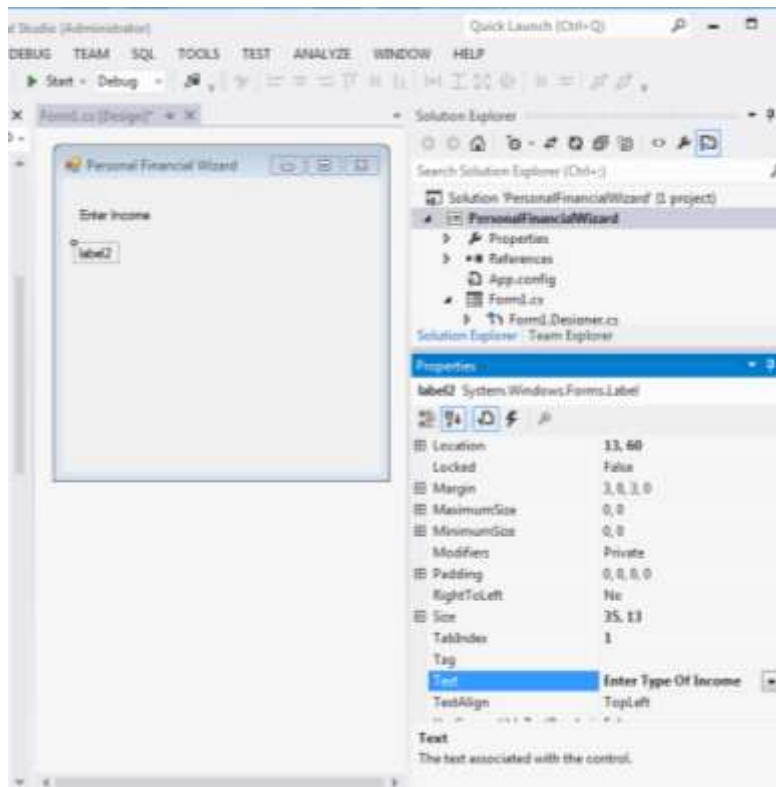 Studio (Administrator)
Quick Launch (Ctrl+Q)
DEBUG TEAM SQL TOOLS TEST ANALYZE WINDOW HELP
Start - Debug
Form1.cs [Design]*
Solution Explorer
Personal Financial Wizard
Search Solution Explorer (Ctrl+;)
Enter Income
Solution 'PersonalFinancialWizard' (1 project)
PersonalFinancialWizard
label2
Properties
References
App.config
Form1.cs
Form1.Designer.cs
Solution Explorer Team Explorer
Properties
label2 System.Windows.Forms.Label
Location 13, 60
Locked False
Margin 3, 0, 3, 0
MaximumSize 0, 0
MinimumSize 0, 0
Modifiers Private
Padding 0, 0, 0, 0
RightToLeft No
Size 35, 13
TabIndex 1
Tag
Text Enter Type Of Income
TextAlign TopLeft
Text
The text associated with the control.